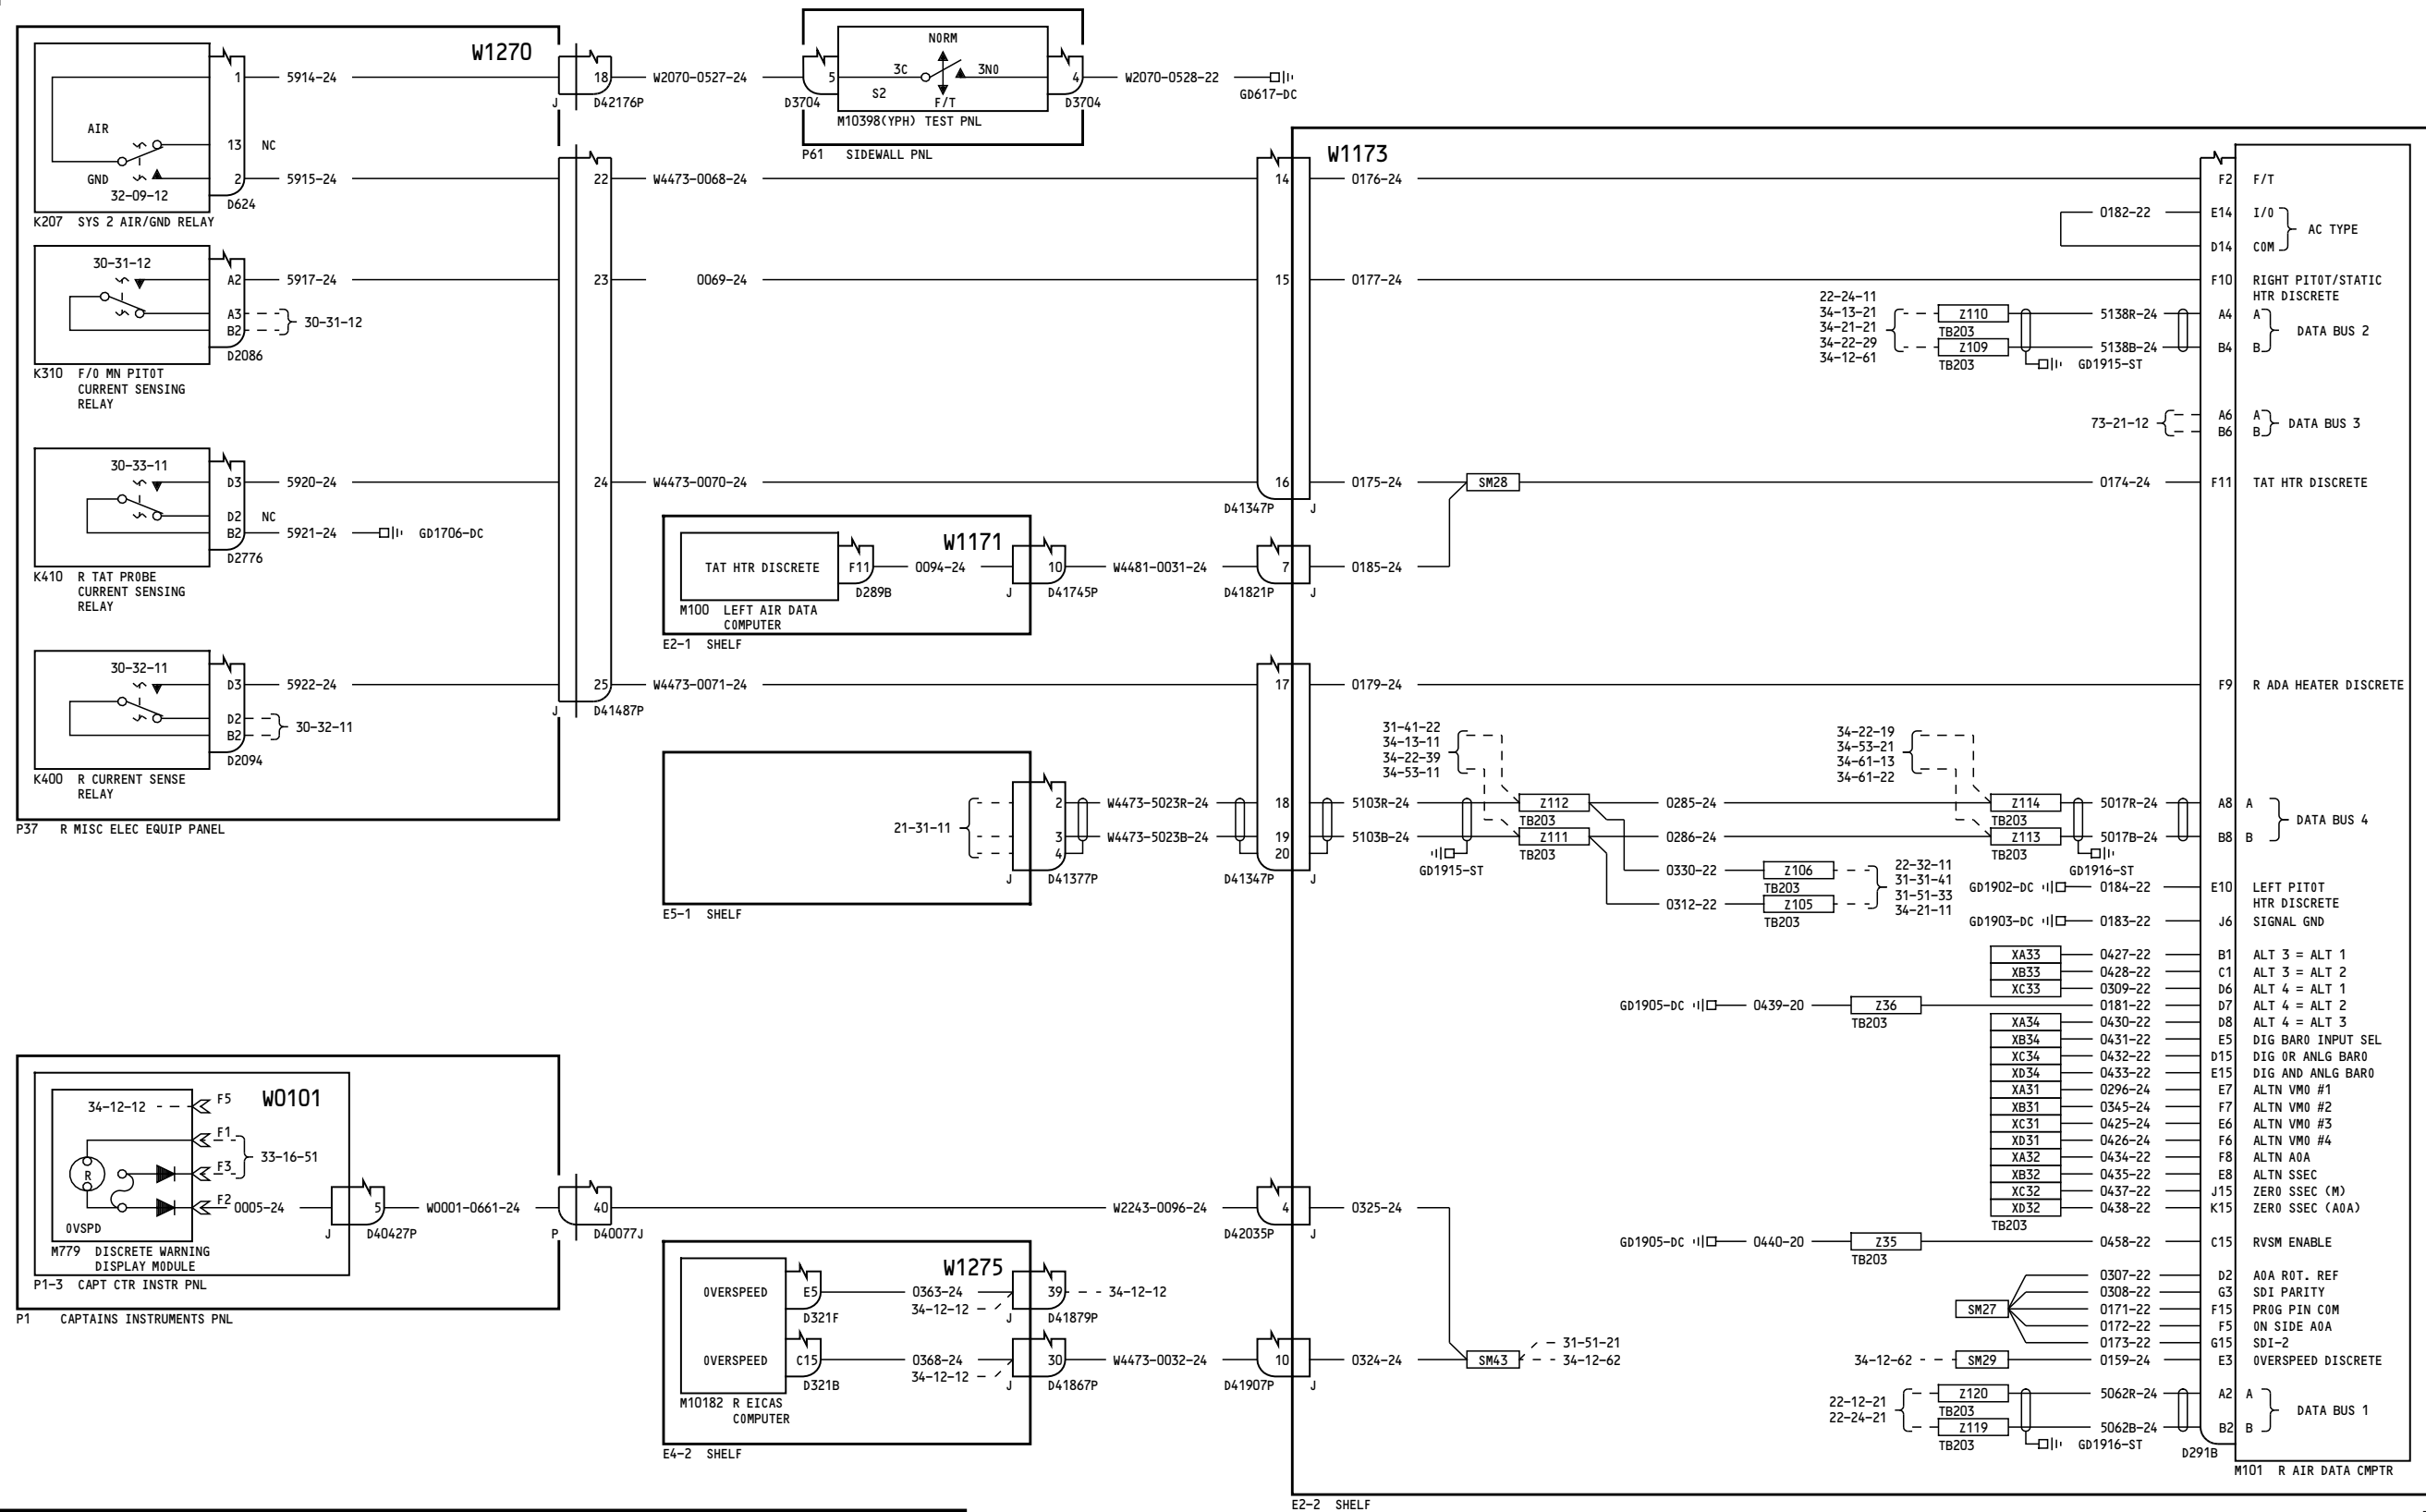 W1270
AIR
GND
32-09-12
1
13
NC
2
D624
5914-24
5915-24
K207 SYS 2 AIR/GND RELAY
30-31-12
A2
A3
B2
D2086
5917-24
30-31-12
K310 F/O MN PITOT
CURRENT SENSING
RELAY
30-33-11
D3
D2
NC
B2
D2776
5920-24
5921-24
GD1706-DC
K410 R TAT PROBE
CURRENT SENSING
RELAY
30-32-11
D3
D2
B2
D2094
5922-24
30-32-11
K400 R CURRENT SENSE
RELAY
P37 R MISC ELEC EQUIP PANEL
18
J
D42176P
W2070-0527-24
5
D3704
NORM
3C
3NO
S2
F/T
M10398(YPH) TEST PNL
4
D3704
W2070-0528-22
GD617-DC
P61 SIDEWALL PNL
22
W4473-0068-24
14
23
0069-24
15
24
W4473-0070-24
16
D41347P
J
25
J
D41487P
W4473-0071-24
17
W1171
TAT HTR DISCRETE
F11
D289B
0094-24
10
J
D41745P
W4481-0031-24
7
D41821P
J
M100 LEFT AIR DATA
COMPUTER
E2-1 SHELF
21-31-11
2
3
4
J
D41377P
W4473-5023R-24
W4473-5023B-24
18
19
20
D41347P
J
E5-1 SHELF
W0101
34-12-12
F5
F1
F3
F2
33-16-51
R
OVSPD
0005-24
M779 DISCRETE WARNING
DISPLAY MODULE
P1-3 CAPT CTR INSTR PNL
P1 CAPTAINS INSTRUMENTS PNL
5
J
D40427P
W0001-0661-24
40
P
D40077J
W2243-0096-24
4
D42035P
J
W1275
OVERSPEED
E5
D321F
0363-24
34-12-12
39
J
D41879P
34-12-12
OVERSPEED
C15
D321B
0368-24
34-12-12
30
J
D41867P
W4473-0032-24
10
D41907P
J
M10182 R EICAS
COMPUTER
E4-2 SHELF
W1173
0176-24
F2 F/T
0182-22
E14 I/O
D14 COM
AC TYPE
0177-24
F10 RIGHT PITOT/STATIC
HTR DISCRETE
22-24-11
34-13-21
34-21-21
34-22-29
34-12-61
Z110
TB203
Z109
TB203
5138R-24
5138B-24
GD1915-ST
A4 A
B4 B
DATA BUS 2
73-21-12
A6 A
B6 B
DATA BUS 3
0175-24
SM28
0174-24
F11 TAT HTR DISCRETE
0185-24
0179-24
F9 R ADA HEATER DISCRETE
31-41-22
34-13-11
34-22-39
34-53-11
34-22-19
34-53-21
34-61-13
34-61-22
5103R-24
Z112
TB203
0285-24
Z114
TB203
5017R-24
A8 A
5103B-24
Z111
TB203
0286-24
Z113
TB203
5017B-24
B8 B
DATA BUS 4
GD1915-ST
GD1916-ST
0330-22
Z106
TB203
0312-22
Z105
TB203
22-32-11
31-31-41
31-51-33
34-21-11
GD1902-DC
0184-22
E10 LEFT PITOT
HTR DISCRETE
GD1903-DC
0183-22
J6 SIGNAL GND
XA33 0427-22 B1 ALT 3 = ALT 1
XB33 0428-22 C1 ALT 3 = ALT 2
XC33 0309-22 D6 ALT 4 = ALT 1
GD1905-DC 0439-20 Z36 0181-22 D7 ALT 4 = ALT 2
TB203
XA34 0430-22 D8 ALT 4 = ALT 3
XB34 0431-22 E5 DIG BARO INPUT SEL
XC34 0432-22 D15 DIG OR ANLG BARO
XD34 0433-22 E15 DIG AND ANLG BARO
XA31 0296-24 E7 ALTN VMO #1
XB31 0345-24 F7 ALTN VMO #2
XC31 0425-24 E6 ALTN VMO #3
XD31 0426-24 F6 ALTN VMO #4
XA32 0434-22 F8 ALTN AOA
XB32 0435-22 E8 ALTN SSEC
XC32 0437-22 J15 ZERO SSEC (M)
XD32 0438-22 K15 ZERO SSEC (AOA)
TB203
0325-24
GD1905-DC 0440-20 Z35 0458-22 C15 RVSM ENABLE
TB203
0307-22 D2 AOA ROT. REF
0308-22 G3 SDI PARITY
SM27 0171-22 F15 PROG PIN COM
0172-22 F5 ON SIDE AOA
0173-22 G15 SDI-2
0324-24
SM43
31-51-21
34-12-62
34-12-62 SM29 0159-24 E3 OVERSPEED DISCRETE
22-12-21
22-24-21
Z120
TB203
Z119
TB203
5062R-24
5062B-24
GD1916-ST
A2 A
B2 B
DATA BUS 1
D291B
M101 R AIR DATA CMPTR
E2-2 SHELF